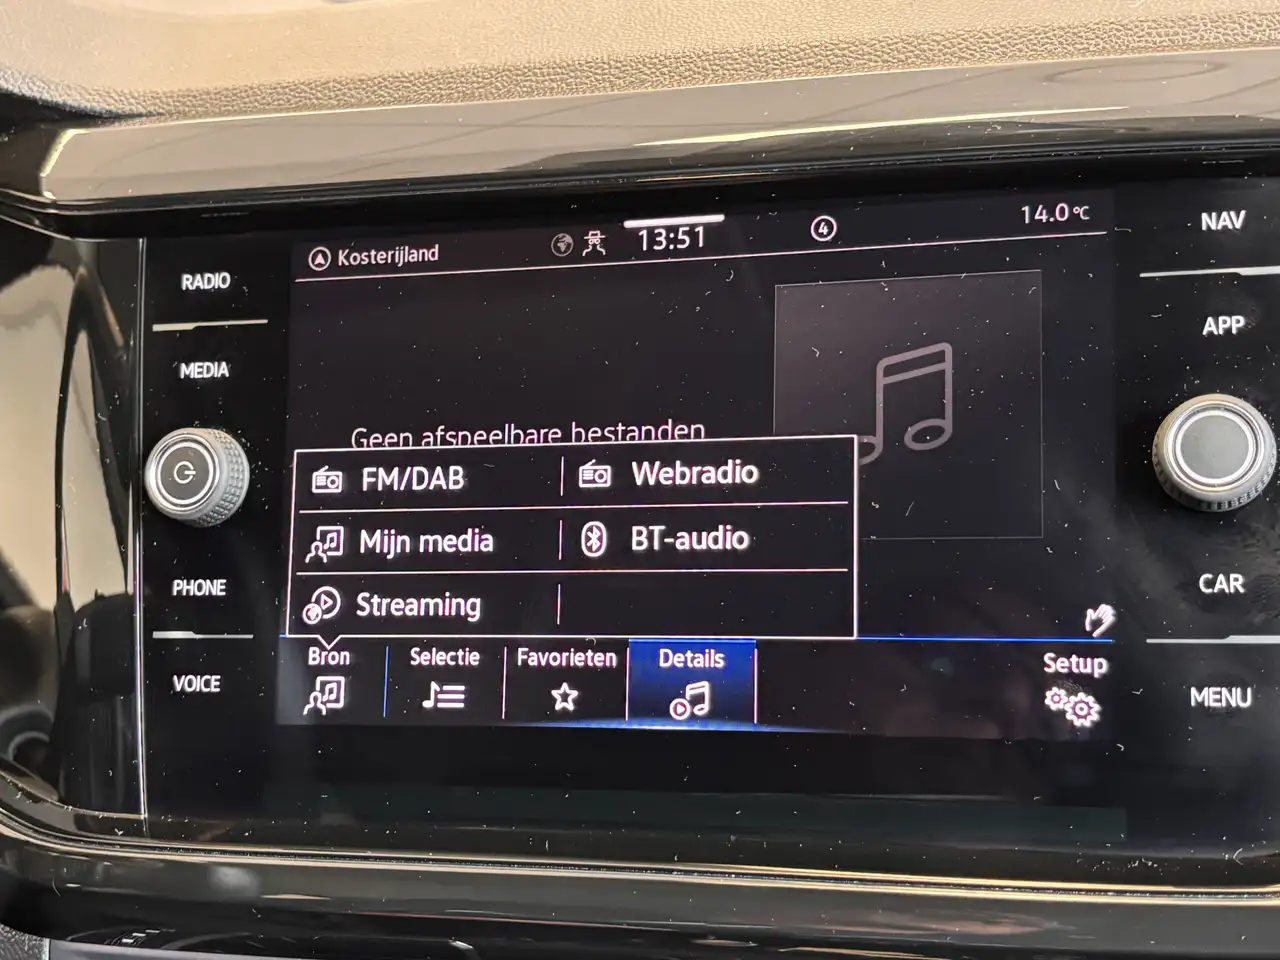 Kosterijland
13:51
4
14.0°C
RADIO
MEDIA
PHONE
VOICE
NAV
APP
CAR
MENU
Geen afspeelbare bestanden
FM/DAB
Webradio
Mijn media
BT-audio
Streaming
Bron
Selectie
Favorieten
Details
Setup